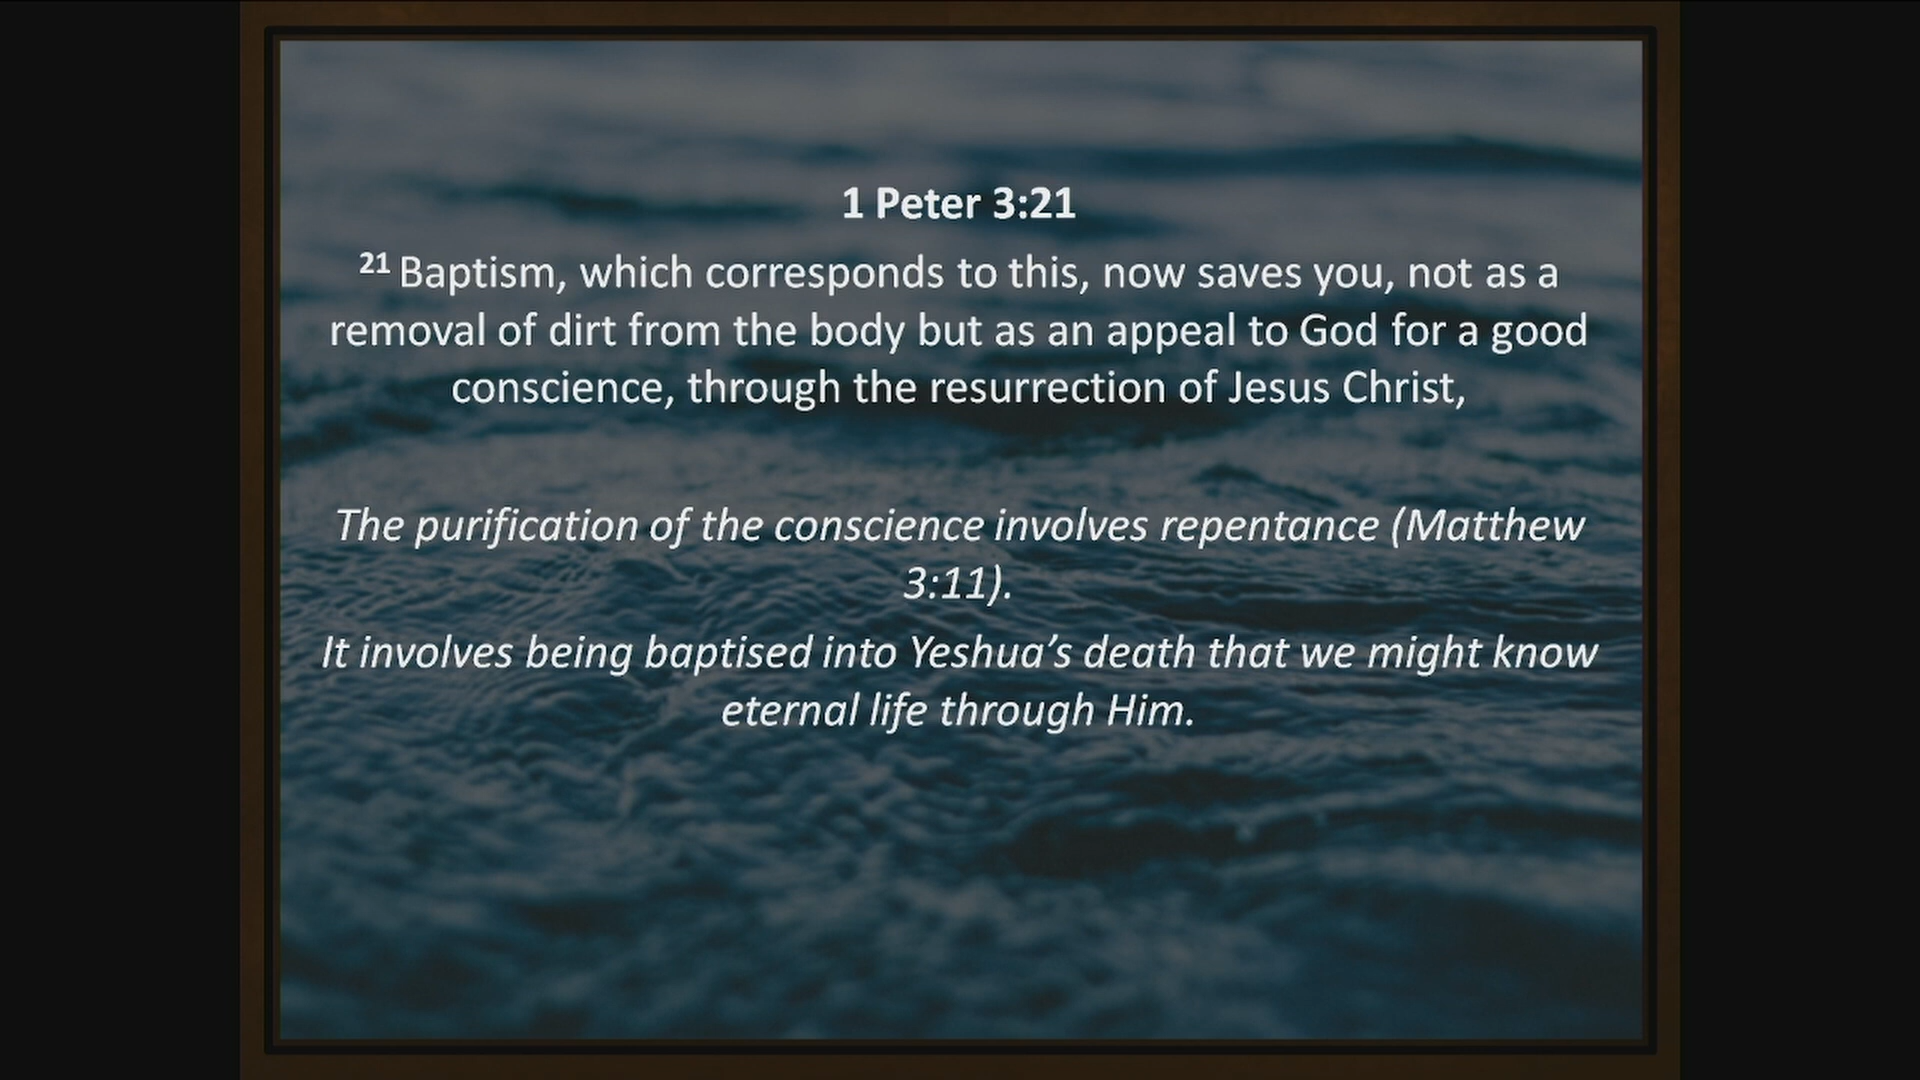 1 Peter 3:21
21 Baptism, which corresponds to this, now saves you, not as a
removal of dirt from the body but as an appeal to God for a good
conscience, through the resurrection of Jesus Christ,
The purification of the conscience involves repentance (Matthew
3:11).
It involves being baptised into Yeshua’s death that we might know
eternal life through Him.